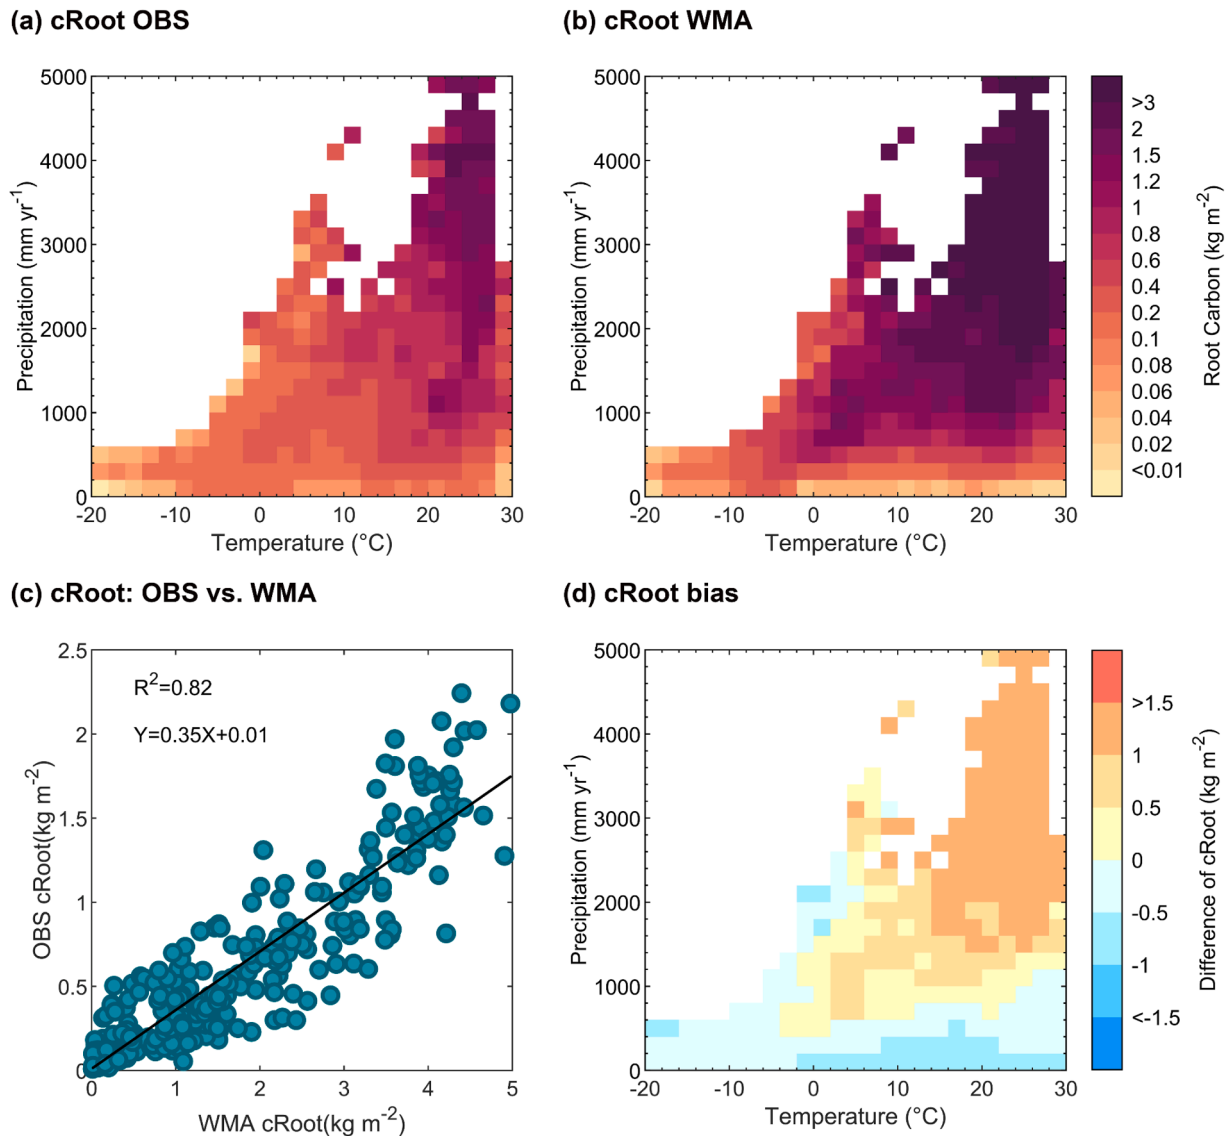 (a) cRoot OBS
(b) cRoot WMA
5000
4000
3000
2000
1000
0
Precipitation (mm yr⁻¹)
-20 -10 0 10 20 30
Temperature (°C)
5000
4000
3000
2000
1000
0
Precipitation (mm yr⁻¹)
-20 -10 0 10 20 30
Temperature (°C)
>3
2
1.5
1.2
1
0.8
0.6
0.4
0.2
0.1
0.08
0.06
0.04
0.02
<0.01
Root Carbon (kg m⁻²)
(c) cRoot: OBS vs. WMA
(d) cRoot bias
2.5
2
1.5
1
0.5
0
OBS cRoot(kg m⁻²)
R²=0.82
Y=0.35X+0.01
0 1 2 3 4 5
WMA cRoot(kg m⁻²)
5000
4000
3000
2000
1000
0
Precipitation (mm yr⁻¹)
-20 -10 0 10 20 30
Temperature (°C)
>1.5
1
0.5
0
-0.5
-1
<-1.5
Difference of cRoot (kg m⁻²)